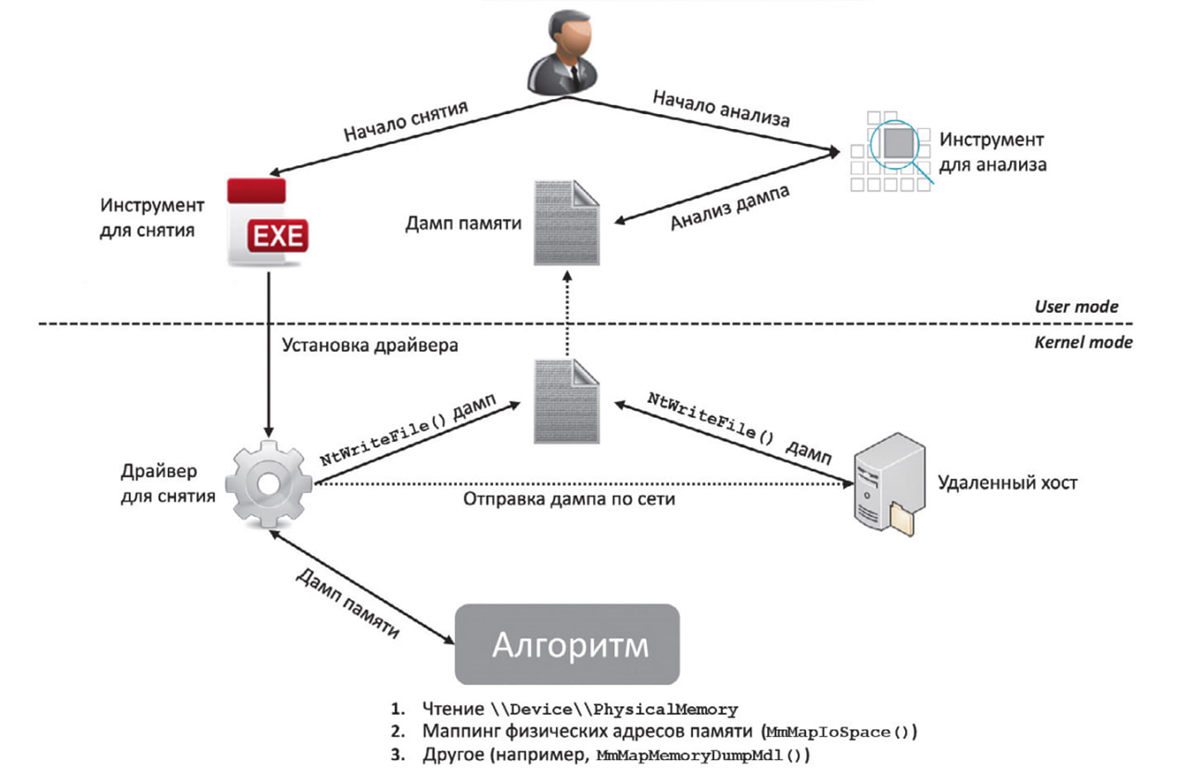 Начало снятия
Начало анализа
Инструмент
для анализа
Инструмент
для снятия
EXE
Дамп памяти
Анализ дампа
User mode
Kernel mode
Установка драйвера
NtWriteFile() дамп
NtWriteFile() дамп
Драйвер
для снятия
Отправка дампа по сети
Удаленный хост
Дамп памяти
Алгоритм
1. Чтение \\Device\\PhysicalMemory
2. Маппинг физических адресов памяти (MmMapIoSpace())
3. Другое (например, MmMapMemoryDumpMdl())